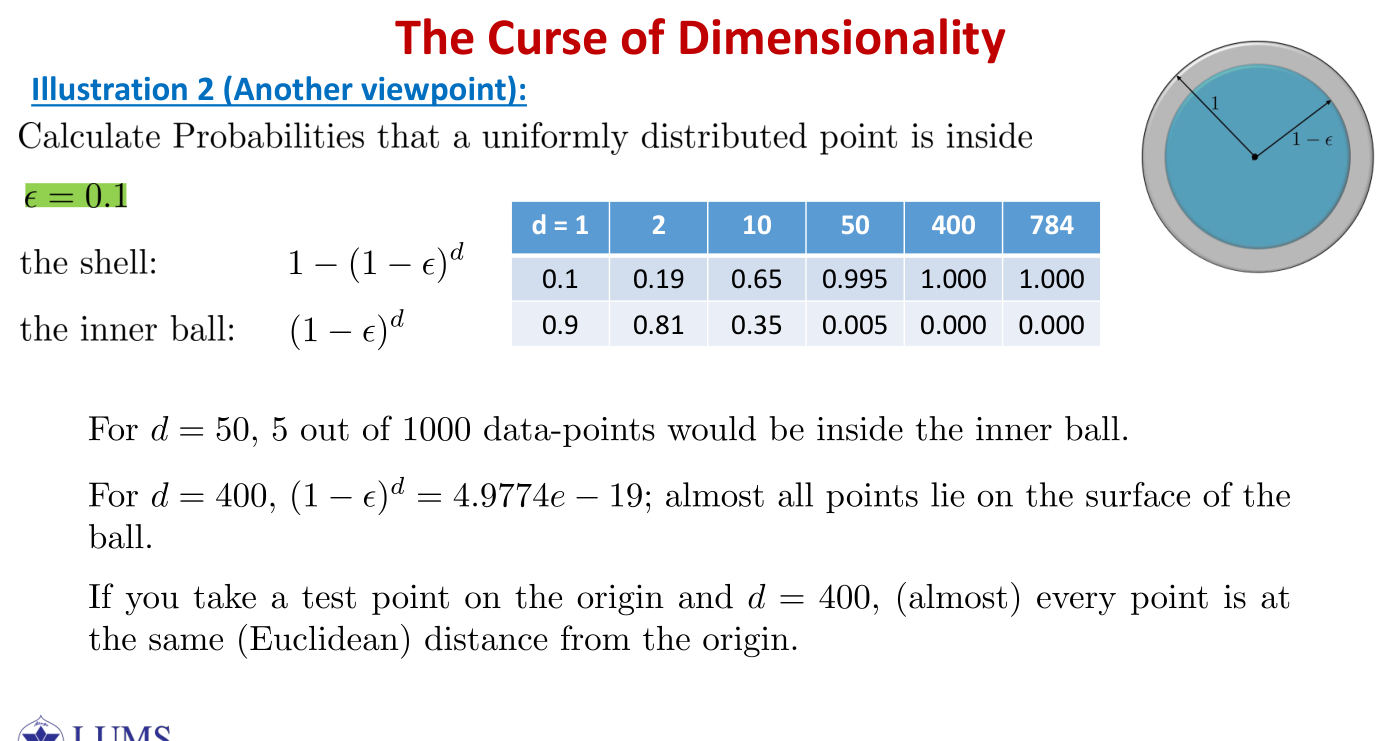 The Curse of Dimensionality
Illustration 2 (Another viewpoint):
Calculate Probabilities that a uniformly distributed point is inside
ϵ = 0.1
1
1 − ϵ
d = 1 2 10 50 400 784
the shell: 1 − (1 − ϵ)^d
0.1 0.19 0.65 0.995 1.000 1.000
the inner ball: (1 − ϵ)^d
0.9 0.81 0.35 0.005 0.000 0.000
For d = 50, 5 out of 1000 data-points would be inside the inner ball.
For d = 400, (1 − ϵ)^d = 4.9774e − 19; almost all points lie on the surface of the
ball.
If you take a test point on the origin and d = 400, (almost) every point is at
the same (Euclidean) distance from the origin.
LUMS